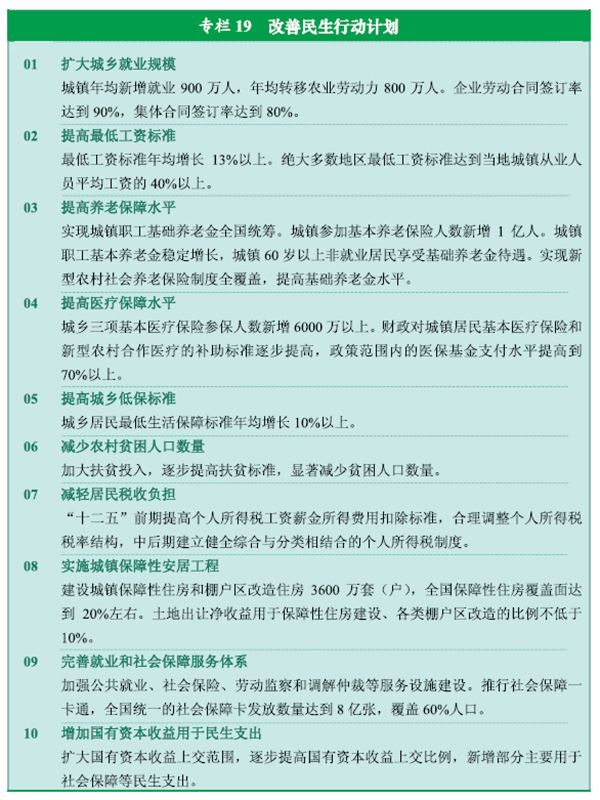 专栏 19 改善民生行动计划
01 扩大城乡就业规模
城镇年均新增就业 900 万人，年均转移农业劳动力 800 万人。企业劳动合同签订率
达到 90%，集体合同签订率达到 80%。
02 提高最低工资标准
最低工资标准年均增长 13%以上。绝大多数地区最低工资标准达到当地城镇从业人
员平均工资的 40%以上。
03 提高养老保障水平
实现城镇职工基础养老金全国统筹。城镇参加基本养老保险人数新增 1 亿人。城镇
职工基本养老金稳定增长，城镇 60 岁以上非就业居民享受基础养老金待遇。实现新
型农村社会养老保险制度全覆盖，提高基础养老金水平。
04 提高医疗保障水平
城乡三项基本医疗保险参保人数新增 6000 万以上。财政对城镇居民基本医疗保险和
新型农村合作医疗的补助标准逐步提高，政策范围内的医保基金支付水平提高到
70%以上。
05 提高城乡低保标准
城乡居民最低生活保障标准年均增长 10%以上。
06 减少农村贫困人口数量
加大扶贫投入，逐步提高扶贫标准，显著减少贫困人口数量。
07 减轻居民税收负担
“十二五”前期提高个人所得税工资薪金所得费用扣除标准，合理调整个人所得税
税率结构，中后期建立健全综合与分类相结合的个人所得税制度。
08 实施城镇保障性安居工程
建设城镇保障性住房和棚户区改造住房 3600 万套（户），全国保障性住房覆盖面达
到 20%左右。土地出让净收益用于保障性住房建设、各类棚户区改造的比例不低于
10%。
09 完善就业和社会保障服务体系
加强公共就业、社会保险、劳动监察和调解仲裁等服务设施建设。推行社会保障一
卡通，全国统一的社会保障卡发放数量达到 8 亿张，覆盖 60%人口。
10 增加国有资本收益用于民生支出
扩大国有资本收益上交范围，逐步提高国有资本收益上交比例，新增部分主要用于
社会保障等民生支出。